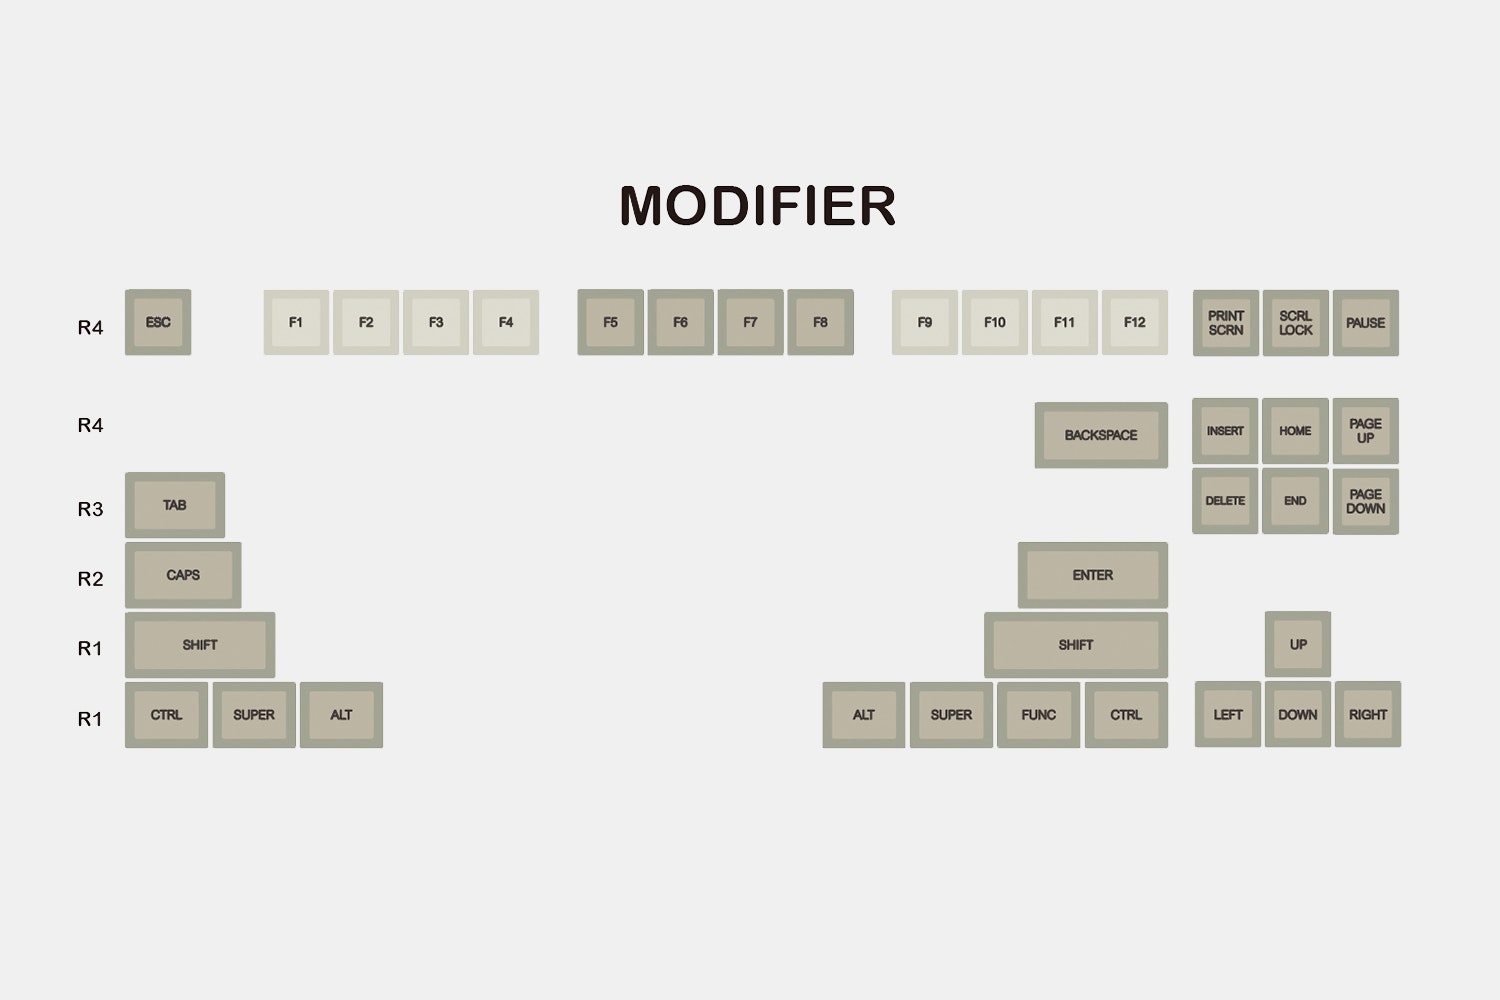 MODIFIER
R4 ESC F1 F2 F3 F4 F5 F6 F7 F8 F9 F10 F11 F12 PRINT SCRN SCRL LOCK PAUSE
R4 BACKSPACE INSERT HOME PAGE UP
R3 TAB DELETE END PAGE DOWN
R2 CAPS ENTER
R1 SHIFT SHIFT UP
R1 CTRL SUPER ALT ALT SUPER FUNC CTRL LEFT DOWN RIGHT